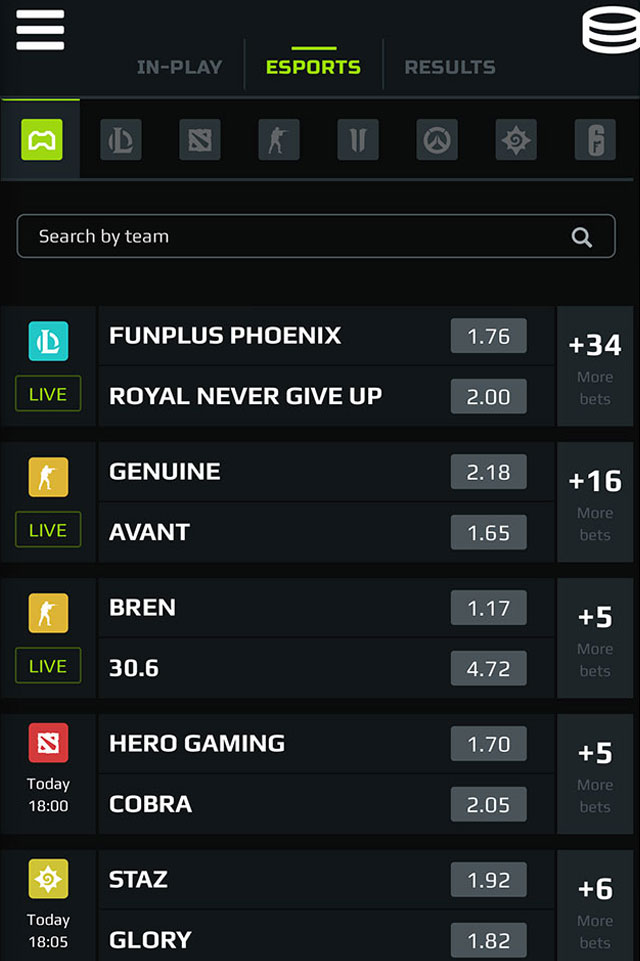 IN-PLAY ESPORTS RESULTS
Search by team
FUNPLUS PHOENIX 1.76
+34
More
bets
LIVE
ROYAL NEVER GIVE UP 2.00
GENUINE 2.18
+16
More
bets
LIVE
AVANT 1.65
BREN 1.17
+5
More
bets
LIVE
30.6 4.72
HERO GAMING 1.70
+5
More
bets
Today
18:00
COBRA 2.05
STAZ 1.92
+6
More
bets
Today
18:05
GLORY 1.82